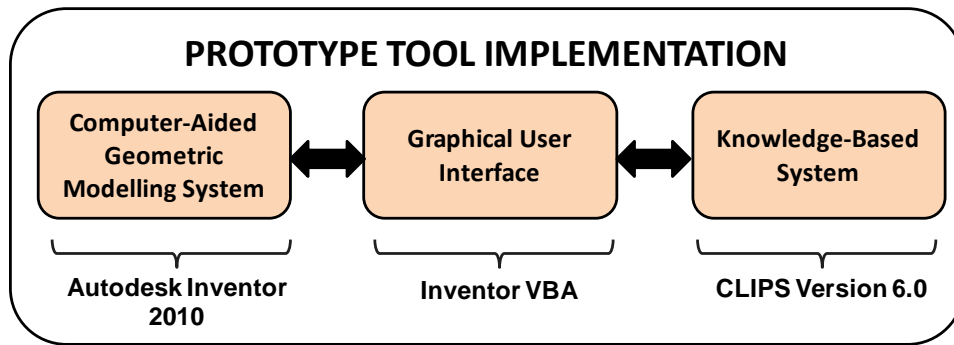 PROTOTYPE TOOL IMPLEMENTATION
Computer-Aided
Geometric
Modelling System
Graphical User
Interface
Knowledge-Based
System
Autodesk Inventor
2010
Inventor VBA
CLIPS Version 6.0